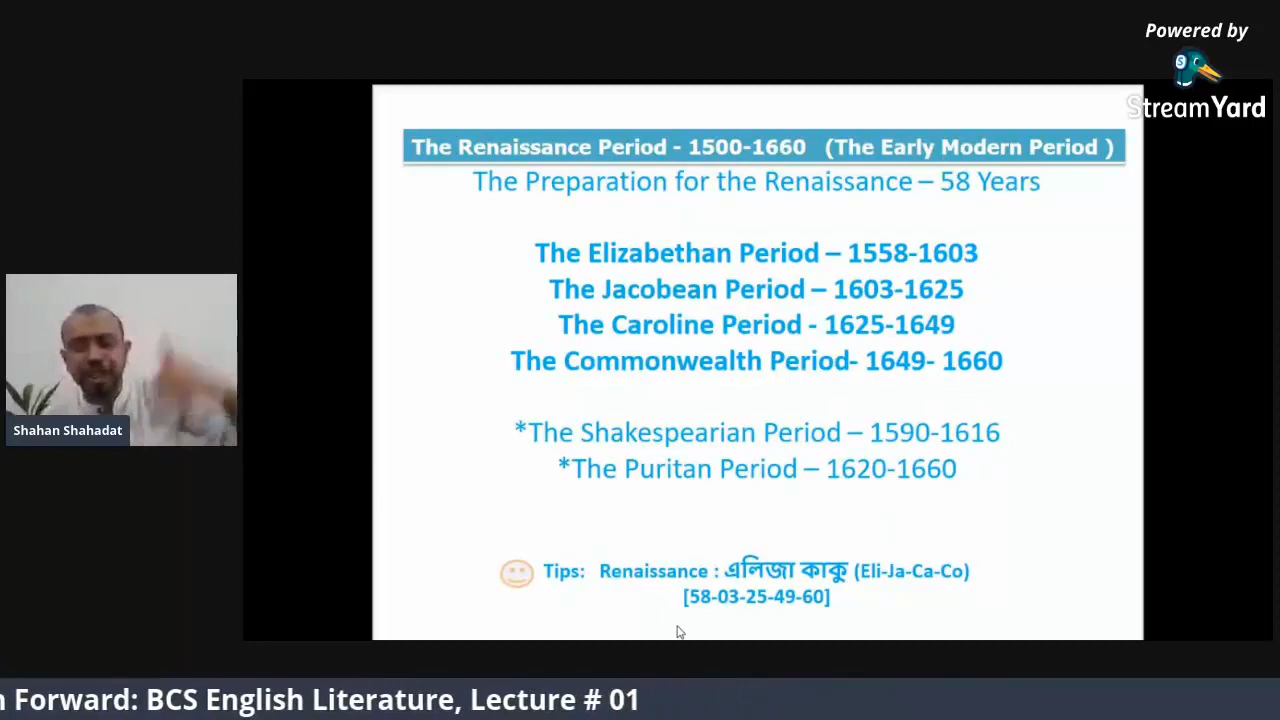 Powered by
StreamYard
The Renaissance Period - 1500-1660 (The Early Modern Period )
The Preparation for the Renaissance – 58 Years
The Elizabethan Period – 1558-1603
The Jacobean Period – 1603-1625
The Caroline Period - 1625-1649
The Commonwealth Period- 1649- 1660
*The Shakespearian Period – 1590-1616
*The Puritan Period – 1620-1660
Tips: Renaissance : এলিজা কাকু (Eli-Ja-Ca-Co)
[58-03-25-49-60]
Shahan Shahadat
Forward: BCS English Literature, Lecture # 01